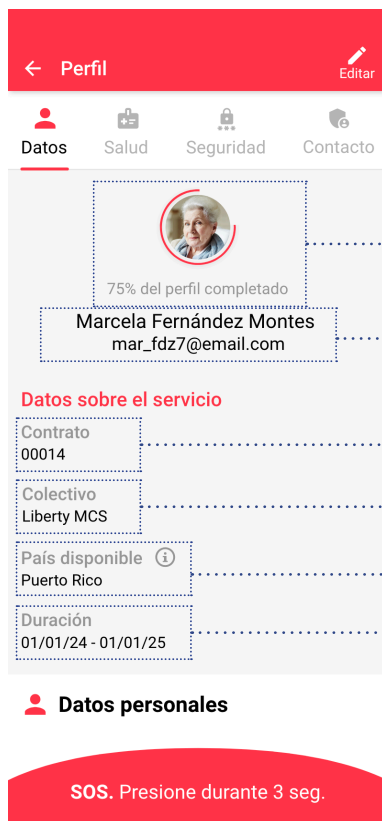 Perfil
Editar
Datos
Salud
Seguridad
Contacto
75% del perfil completado
Marcela Fernández Montes
mar_fdz7@email.com
Datos sobre el servicio
Contrato
00014
Colectivo
Liberty MCS
País disponible
Puerto Rico
Duración
01/01/24 - 01/01/25
Datos personales
SOS. Presione durante 3 seg.